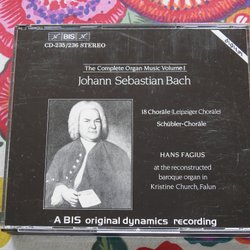 BIS
CD-235/236 STEREO
The Complete Organ Music Volume I
Johann Sebastian Bach
18 Choräle (Leipziger Choräle)
Schübler-Choräle
HANS FAGIUS
at the reconstructed
baroque organ in
Kristine Church, Falun
A BIS original dynamics recording